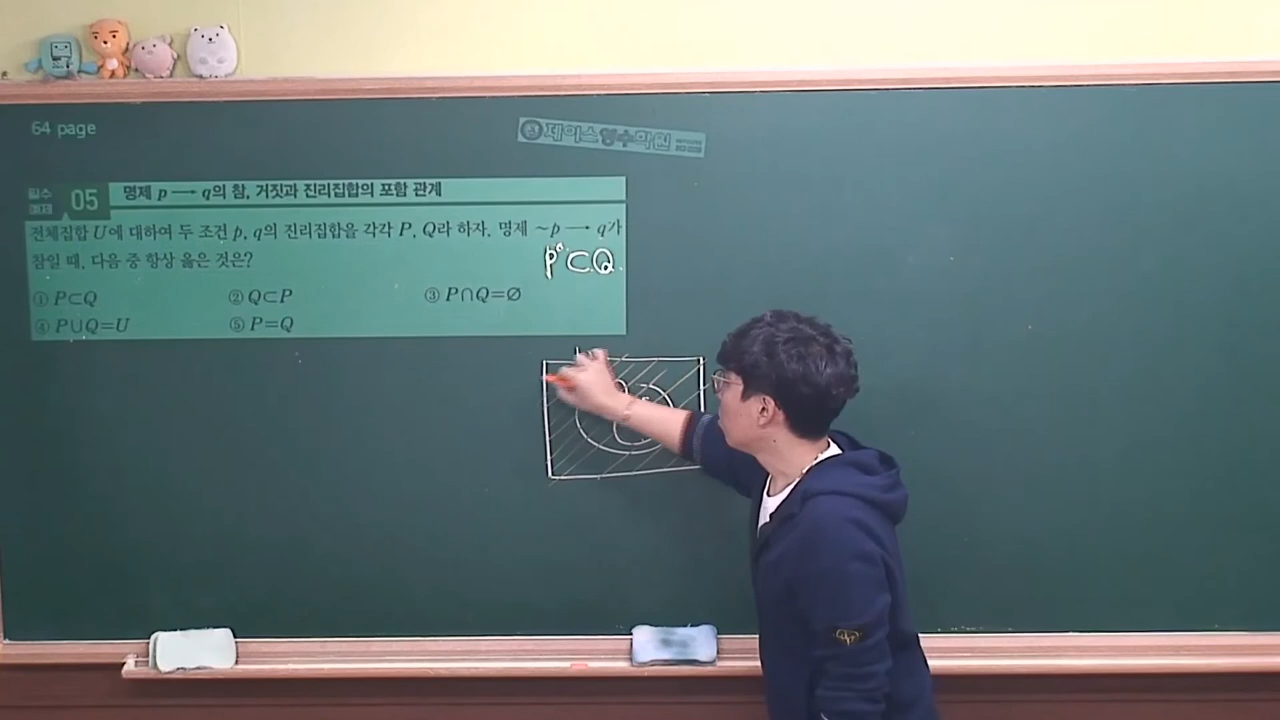 64 page
제이스영수학원
필수
예제
05
명제 p → q의 참, 거짓과 진리집합의 포함 관계
전체집합 U에 대하여 두 조건 p, q의 진리집합을 각각 P, Q라 하자. 명제 ~p → q가
참일 때, 다음 중 항상 옳은 것은?
Pᶜ⊂Q
① P⊂Q ② Q⊂P ③ P∩Q=∅
④ P∪Q=U ⑤ P=Q